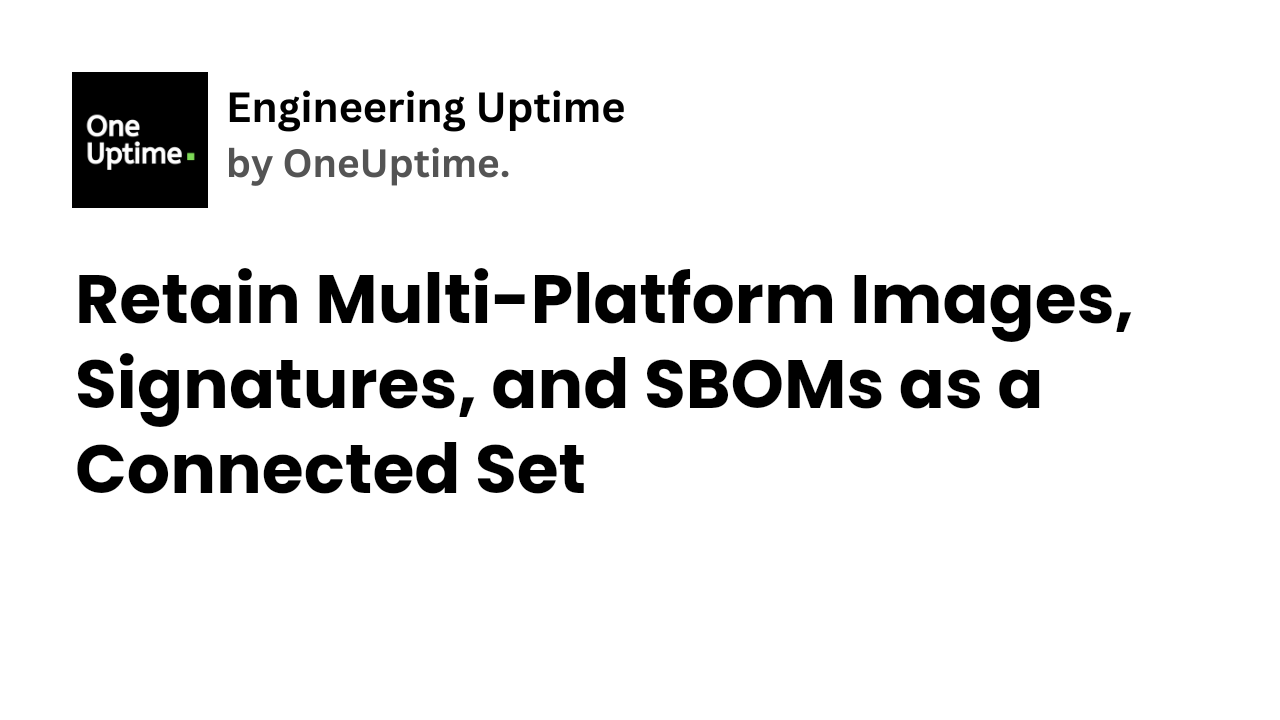 One
Uptime
Engineering Uptime
by OneUptime.
Retain Multi-Platform Images,
Signatures, and SBOMs as a
Connected Set